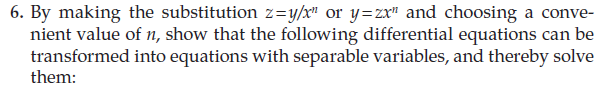 6. By making the substitution z=y/xⁿ or y=zxⁿ and choosing a conve-
nient value of n, show that the following differential equations can be
transformed into equations with separable variables, and thereby solve
them: